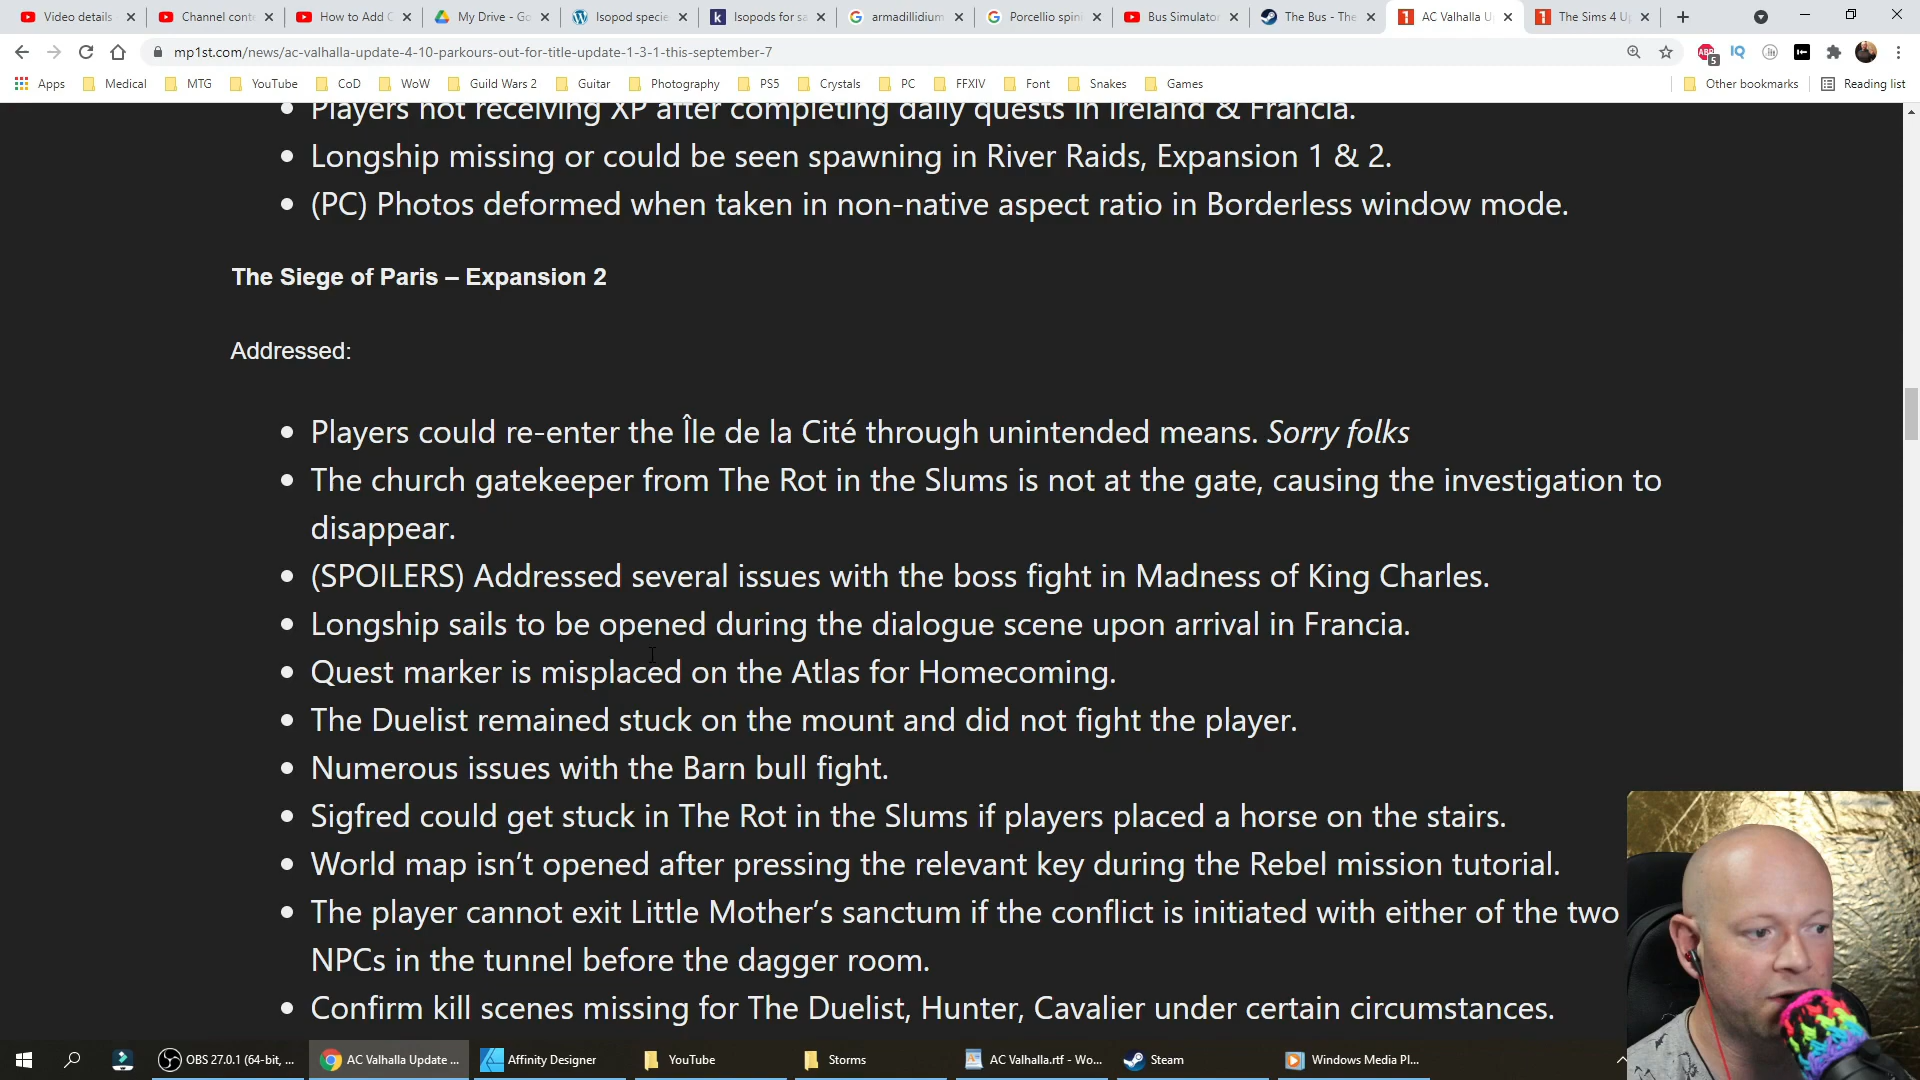 Video details
Channel cont
How to Add C
My Drive - Go
Isopod specie
Isopods for sa
armadillidium
Porcellio spin
Bus Simulator
The Bus - The
AC Valhalla U
The Sims 4 U
mp1st.com/news/ac-valhalla-update-4-10-parkours-out-for-title-update-1-3-1-this-september-7
ABP
5
IQ
Apps
Medical
MTG
YouTube
CoD
WoW
Guild Wars 2
Guitar
Photography
PS5
Crystals
PC
FFXIV
Font
Snakes
Games
Other bookmarks
Reading list
Players not receiving XP after completing daily quests in Ireland & Francia.
Longship missing or could be seen spawning in River Raids, Expansion 1 & 2.
(PC) Photos deformed when taken in non-native aspect ratio in Borderless window mode.
The Siege of Paris – Expansion 2
Addressed:
Players could re-enter the Île de la Cité through unintended means. Sorry folks
The church gatekeeper from The Rot in the Slums is not at the gate, causing the investigation to
disappear.
(SPOILERS) Addressed several issues with the boss fight in Madness of King Charles.
Longship sails to be opened during the dialogue scene upon arrival in Francia.
Quest marker is misplaced on the Atlas for Homecoming.
The Duelist remained stuck on the mount and did not fight the player.
Numerous issues with the Barn bull fight.
Sigfred could get stuck in The Rot in the Slums if players placed a horse on the stairs.
World map isn’t opened after pressing the relevant key during the Rebel mission tutorial.
The player cannot exit Little Mother’s sanctum if the conflict is initiated with either of the two
NPCs in the tunnel before the dagger room.
Confirm kill scenes missing for The Duelist, Hunter, Cavalier under certain circumstances.
OBS 27.0.1 (64-bit, ...
AC Valhalla Update ...
Affinity Designer
YouTube
Storms
AC Valhalla.rtf - Wo...
Steam
Windows Media Pl...